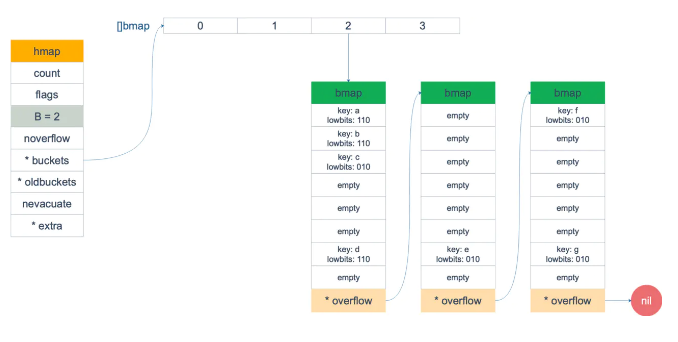 []bmap
0
1
2
3
hmap
count
flags
B = 2
noverflow
* buckets
* oldbuckets
nevacuate
* extra
bmap
key: a
lowbits: 110
key: b
lowbits: 110
key: c
lowbits: 010
empty
empty
empty
key: d
lowbits: 110
empty
* overflow
bmap
empty
empty
empty
empty
empty
empty
key: e
lowbits: 010
empty
* overflow
bmap
key: f
lowbits: 010
empty
empty
empty
empty
empty
key: g
lowbits: 010
empty
* overflow
nil